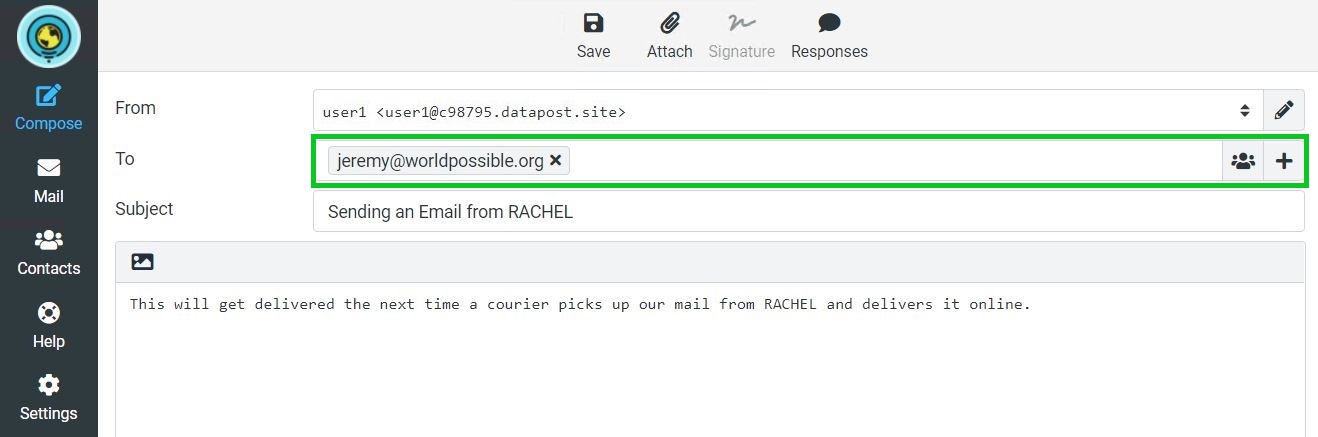 Save
Attach
Signature
Responses
Compose
Mail
Contacts
Help
Settings
From
user1 <user1@c98795.datapost.site>
To
jeremy@worldpossible.org
Subject
Sending an Email from RACHEL
This will get delivered the next time a courier picks up our mail from RACHEL and delivers it online.